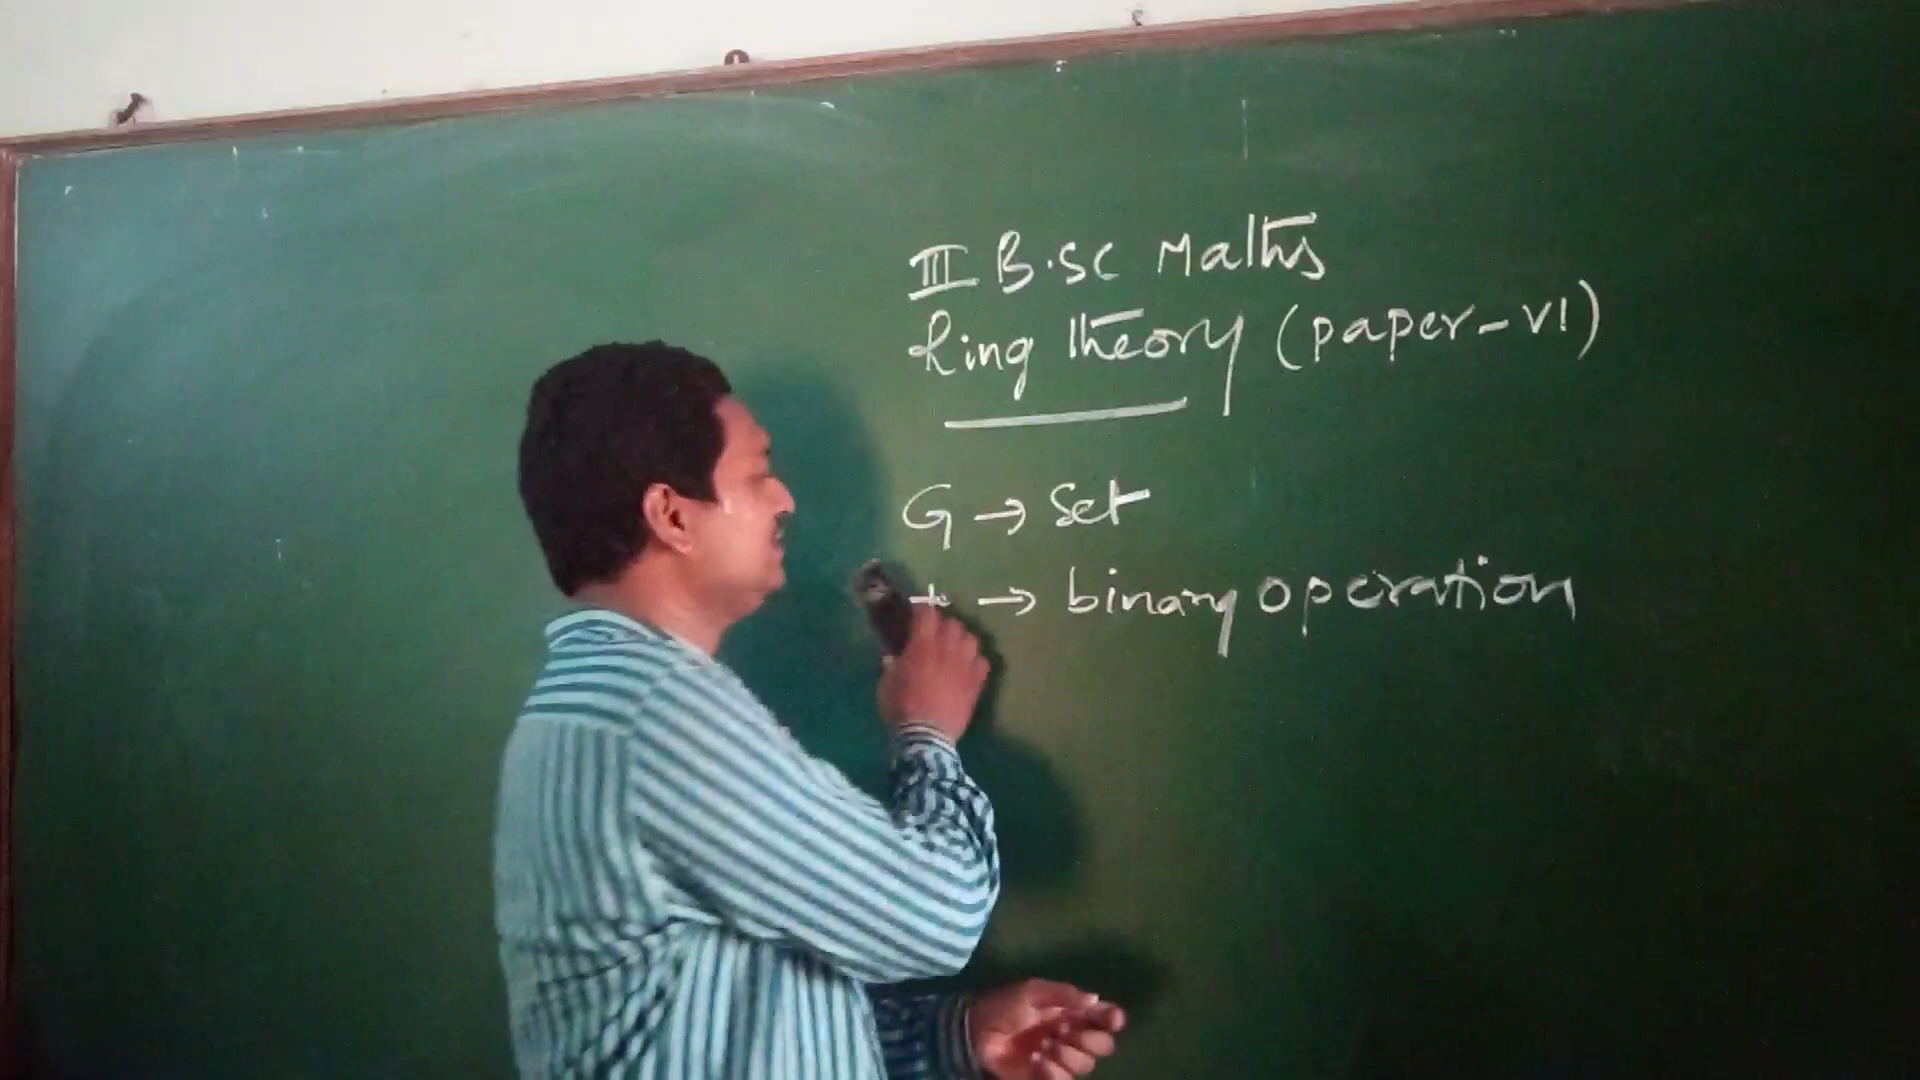 III B.SC Maths
Ring theory (paper-VI)
G → Set
* → binary operation